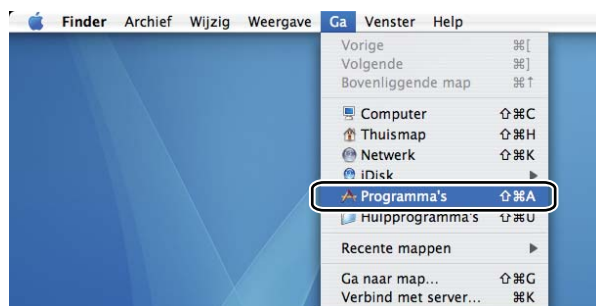 Finder Archief Wijzig Weergave Ga Venster Help
Vorige ⌘[
Volgende ⌘]
Bovenliggende map ⌘↑
Computer ⇧⌘C
Thuismap ⇧⌘H
Netwerk ⇧⌘K
iDisk
Programma's ⇧⌘A
Hulpprogramma's ⇧⌘U
Recente mappen
Ga naar map... ⇧⌘G
Verbind met server... ⌘K